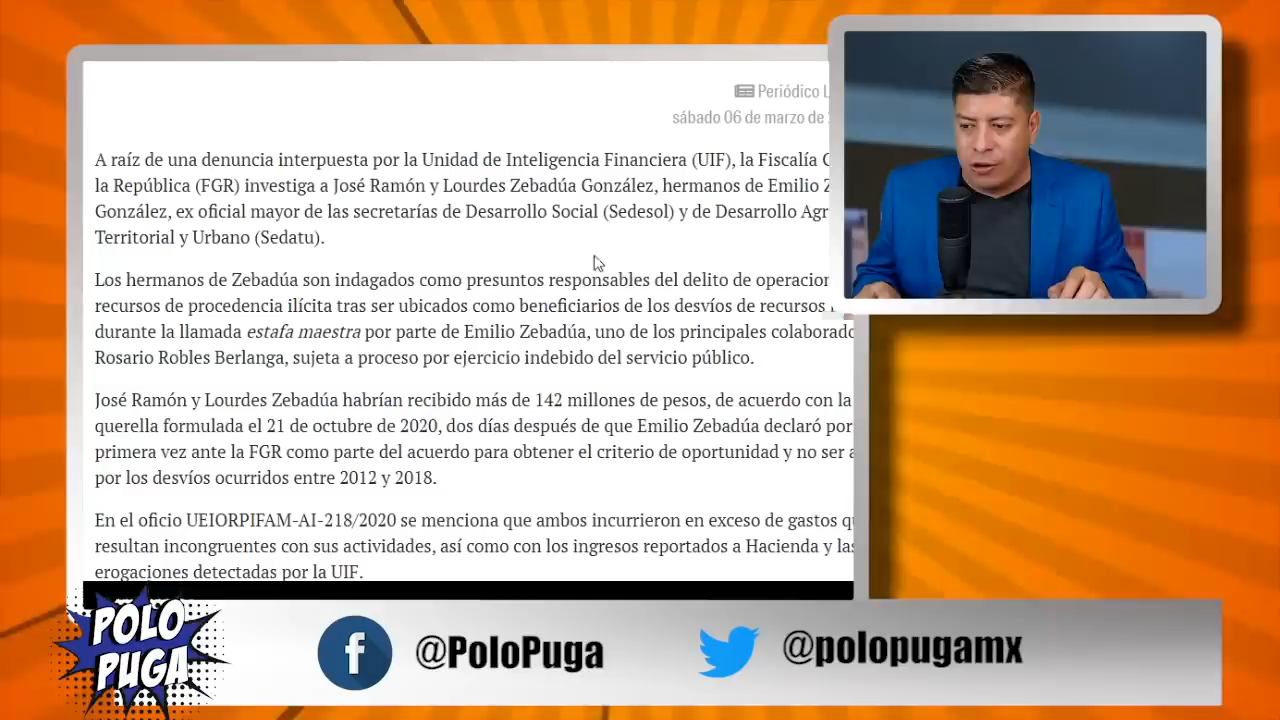 Periódico L
sábado 06 de marzo de
A raíz de una denuncia interpuesta por la Unidad de Inteligencia Financiera (UIF), la Fiscalía
la República (FGR) investiga a José Ramón y Lourdes Zebadúa González, hermanos de Emilio Z
González, ex oficial mayor de las secretarías de Desarrollo Social (Sedesol) y de Desarrollo Agr
Territorial y Urbano (Sedatu).
Los hermanos de Zebadúa son indagados como presuntos responsables del delito de operacion
recursos de procedencia ilícita tras ser ubicados como beneficiarios de los desvíos de recursos
durante la llamada estafa maestra por parte de Emilio Zebadúa, uno de los principales colaborado
Rosario Robles Berlanga, sujeta a proceso por ejercicio indebido del servicio público.
José Ramón y Lourdes Zebadúa habrían recibido más de 142 millones de pesos, de acuerdo con la
querella formulada el 21 de octubre de 2020, dos días después de que Emilio Zebadúa declaró por
primera vez ante la FGR como parte del acuerdo para obtener el criterio de oportunidad y no ser a
por los desvíos ocurridos entre 2012 y 2018.
En el oficio UEIORPIFAM-AI-218/2020 se menciona que ambos incurrieron en exceso de gastos qu
resultan incongruentes con sus actividades, así como con los ingresos reportados a Hacienda y las
erogaciones detectadas por la UIF.
POLO
PUGA
f
@PoloPuga
@polopugamx